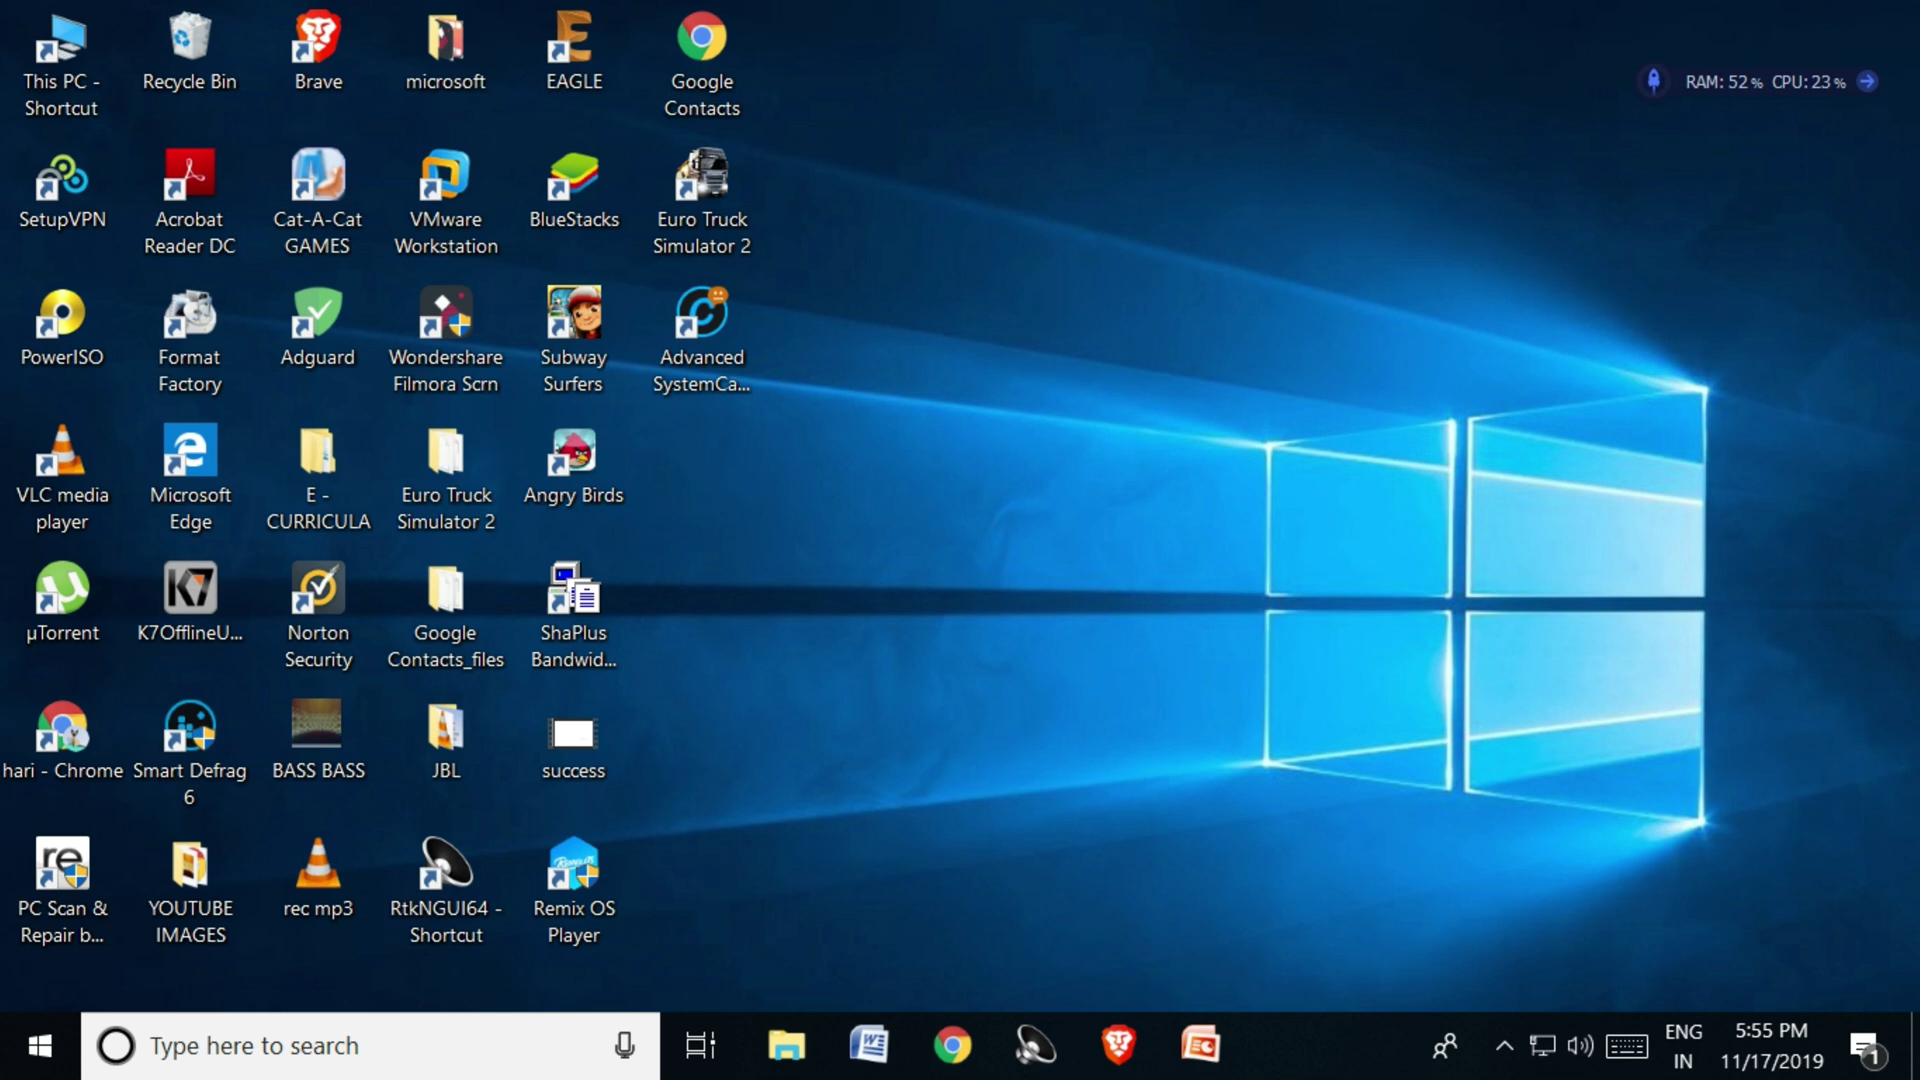 This PC -
Shortcut
Recycle Bin
Brave
microsoft
EAGLE
Google
Contacts
RAM: 52 % CPU: 23 %
SetupVPN
Acrobat
Reader DC
Cat-A-Cat
GAMES
VMware
Workstation
BlueStacks
Euro Truck
Simulator 2
PowerISO
Format
Factory
Adguard
Wondershare
Filmora Scrn
Subway
Surfers
Advanced
SystemCa...
VLC media
player
Microsoft
Edge
E -
CURRICULA
Euro Truck
Simulator 2
Angry Birds
µTorrent
K7
K7OfflineU...
Norton
Security
Google
Contacts_files
ShaPlus
Bandwid...
hari - Chrome
Smart Defrag
6
BASS BASS
JBL
success
re
PC Scan &
Repair b...
YOUTUBE
IMAGES
rec mp3
RtkNGUI64 -
Shortcut
Remix OS
Player
Type here to search
ENG
IN
5:55 PM
11/17/2019
1